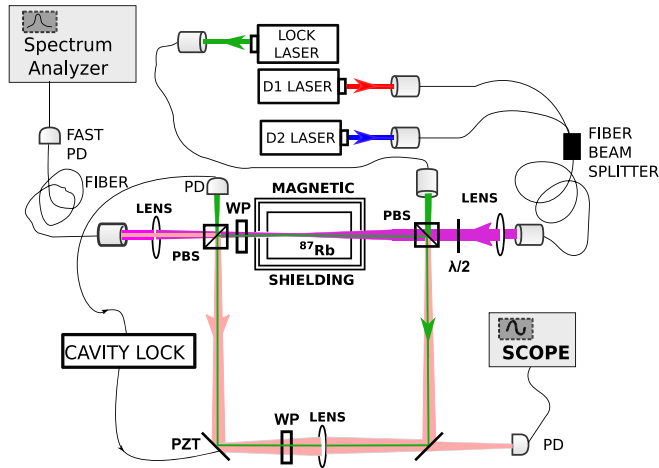 Spectrum
Analyzer
LOCK
LASER
D1 LASER
D2 LASER
FIBER
BEAM
SPLITTER
FAST
PD
FIBER
PD
MAGNETIC
LENS
WP
PBS
LENS
⁸⁷Rb
PBS
SHIELDING
λ/2
CAVITY LOCK
SCOPE
PZT
WP
LENS
PD